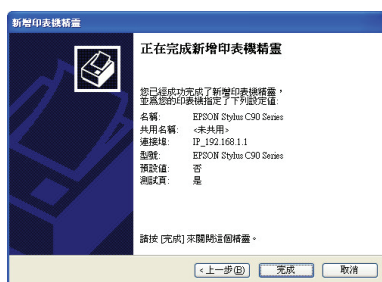 新增印表機精靈
正在完成新增印表機精靈
您已經成功完成了新增印表機精靈，
並為您的印表機指定了下列設定值:
名稱: EPSON Stylus C90 Series
共用名稱: <未共用>
連接埠: IP_192.168.1.1
型號: EPSON Stylus C90 Series
預設值: 否
測試頁: 是
請按 [完成] 來關閉這個精靈。
<上一步(B) 完成 取消